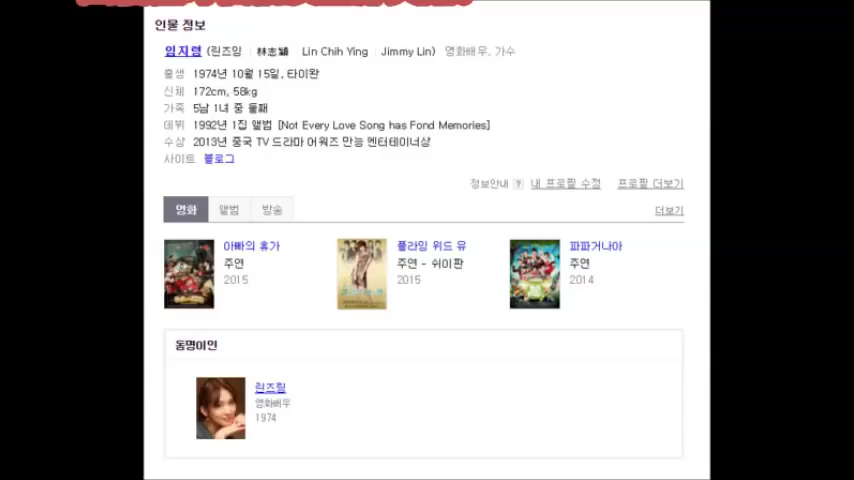 인물 정보
임지령 (린즈잉 林志穎 Lin Chih Ying Jimmy Lin) 영화배우, 가수
출생 1974년 10월 15일, 타이완
신체 172cm, 58kg
가족 5남 1녀 중 둘째
데뷔 1992년 1집 앨범 [Not Every Love Song has Fond Memories]
수상 2013년 중국 TV 드라마 어워즈 만능 엔터테이너상
사이트 블로그
정보안내 ? 내 프로필 수정 프로필 더보기
영화 앨범 방송 더보기
아빠의 휴가 플라잉 위드 유 파파거나아
주연 주연 - 쉬이판 주연
2015 2015 2014
동명이인
린즈링
영화배우
1974